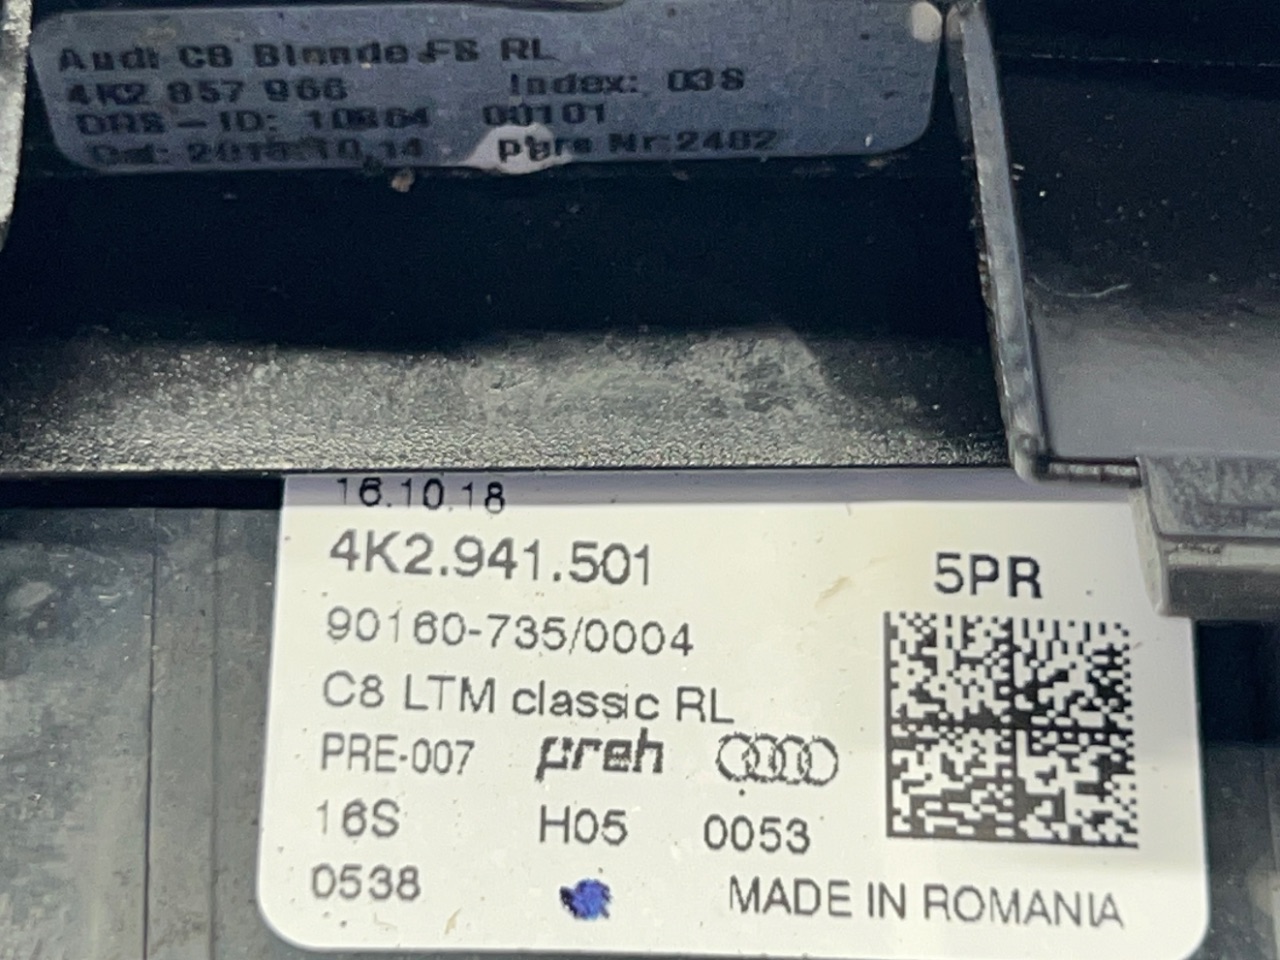 Audi C8 Blende FS RL
4K2 857 966 Index: 03S
DRS-ID: 10864 00101
Dat: 10.14 Nr:2482
16.10.18
4K2.941.501
5PR
90160-735/0004
C8 LTM classic RL
PRE-007 preh
16S H05 0053
0538 MADE IN ROMANIA